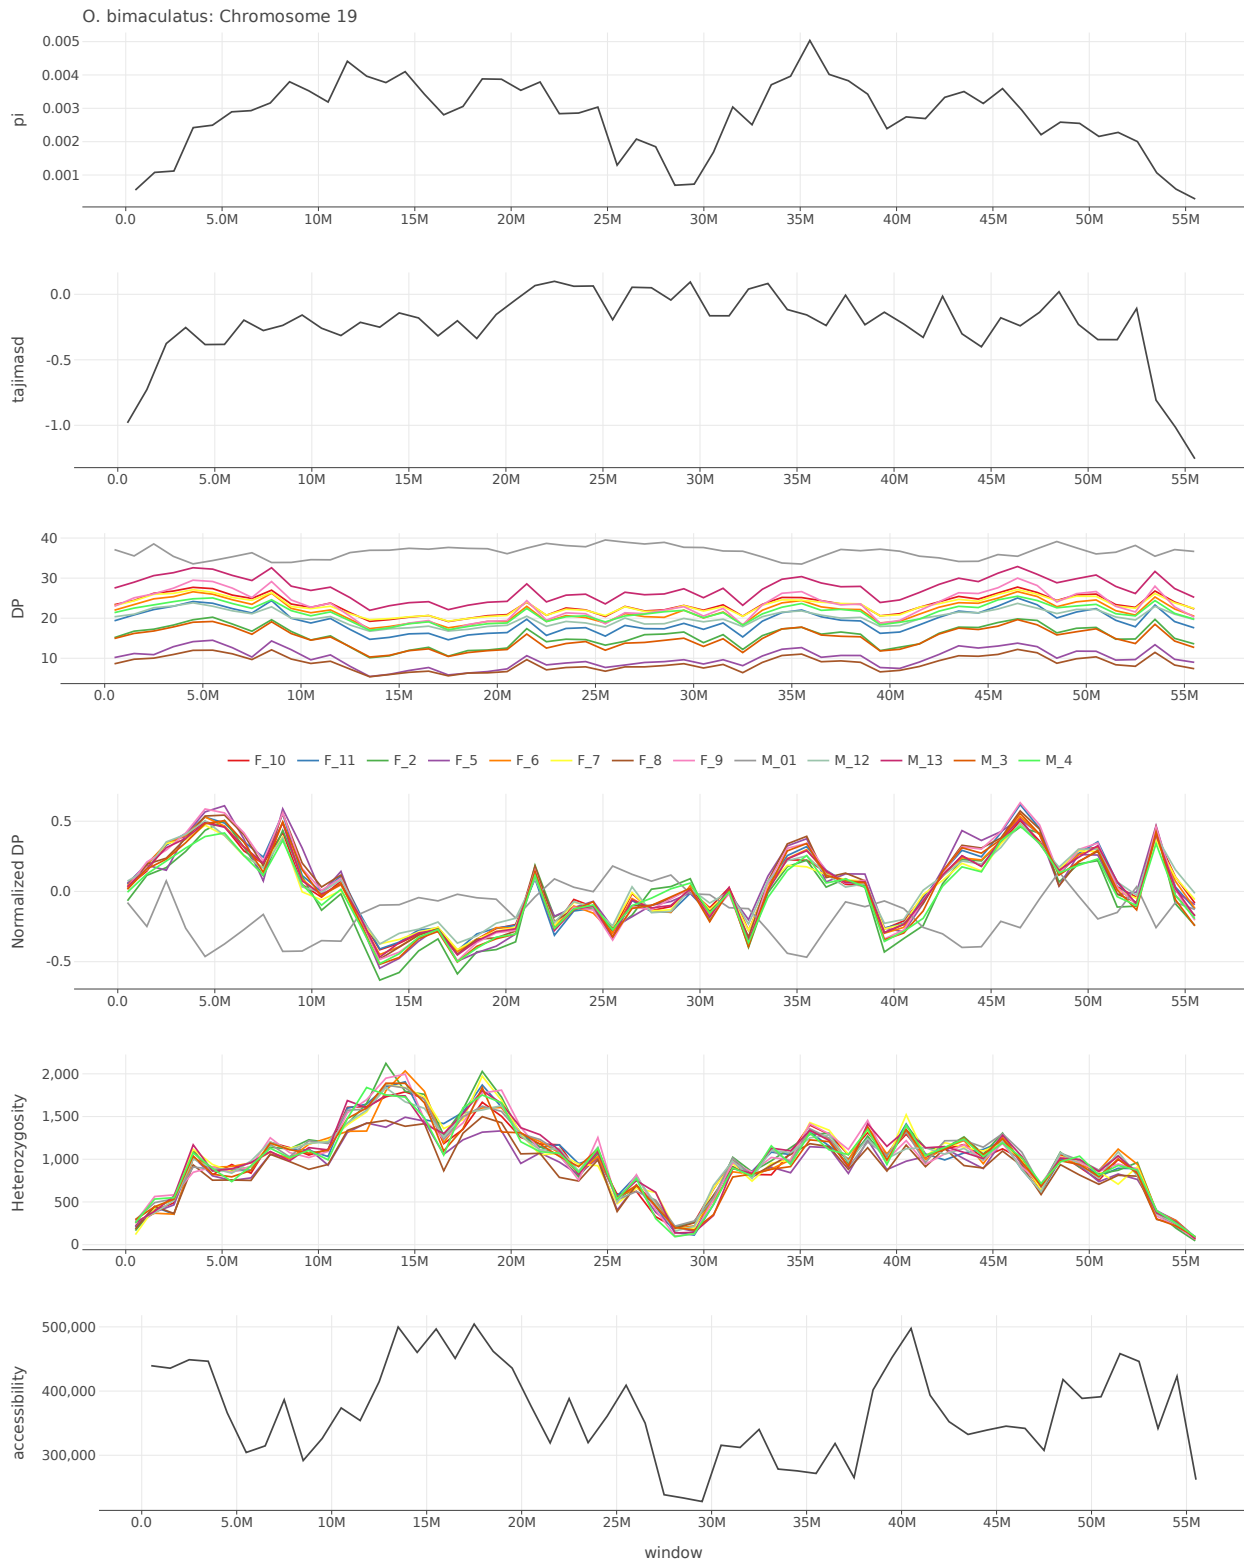 O. bimaculatus: Chromosome 19
0.005
0.004
0.003
0.002
0.001
pi
0.0 5.0M 10M 15M 20M 25M 30M 35M 40M 45M 50M 55M
0.0
-0.5
-1.0
tajimasd
0.0 5.0M 10M 15M 20M 25M 30M 35M 40M 45M 50M 55M
40
30
20
10
DP
0.0 5.0M 10M 15M 20M 25M 30M 35M 40M 45M 50M 55M
F_10 F_11 F_2 F_5 F_6 F_7 F_8 F_9 M_01 M_12 M_13 M_3 M_4
0.5
0.0
-0.5
Normalized DP
0.0 5.0M 10M 15M 20M 25M 30M 35M 40M 45M 50M 55M
2,000
1,500
1,000
500
0
Heterozygosity
0.0 5.0M 10M 15M 20M 25M 30M 35M 40M 45M 50M 55M
500,000
400,000
300,000
accessibility
0.0 5.0M 10M 15M 20M 25M 30M 35M 40M 45M 50M 55M
window